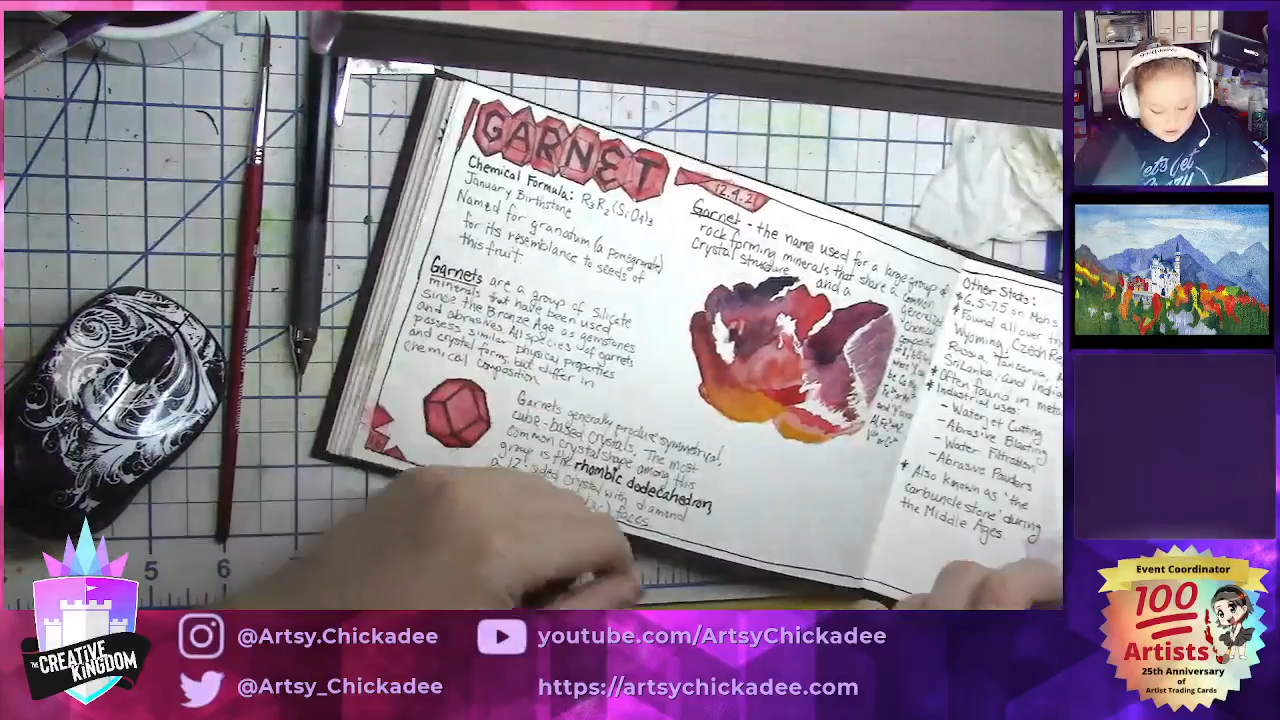 GARNET
Chemical Formula: R3R2(SiO4)3
January Birthstone
Named for granatum (a pomegranate)
for its resemblance to seeds of
this fruit.
Garnets are a group of silicate
minerals that have been used
since the Bronze Age as gemstones
and abrasives. All species of garnets
possess similar physical properties
and crystal forms, but differ in
chemical composition.
Garnets generally produce symmetrical,
cube-based crystals. The most
common crystal shape among this
group is the rhombic dodecahedron,
a 12-sided crystal with diamond
faces
12.4.21
Garnet - the name used for a large group of
rock forming minerals that share a common
crystal structure
and a
generalized
chemical
Other Stats:
* 6.5-7.5 on Mohs
* Found all over the
Wyoming, Czech Re
Russia, Tanzania,
Sri Lanka, and India
* Often found in meta
* Industrial uses:
- Waterjet Cutting
- Abrasive Blasting
- Water Filtration
- Abrasive Powders
* Also known as "the
carbuncle stone" during
the Middle Ages.
5
6
let's get
THE CREATIVE KINGDOM
@Artsy.Chickadee
youtube.com/ArtsyChickadee
@Artsy_Chickadee
https://artsychickadee.com
Event Coordinator
100
Artists
25th Anniversary
of
Artist Trading Cards